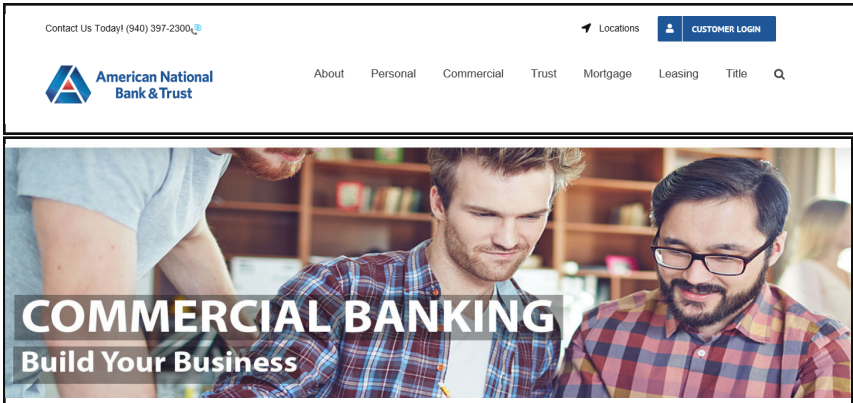 Contact Us Today! (940) 397-2300
Locations
CUSTOMER LOGIN
American National
Bank & Trust
About Personal Commercial Trust Mortgage Leasing Title
COMMERCIAL BANKING
Build Your Business